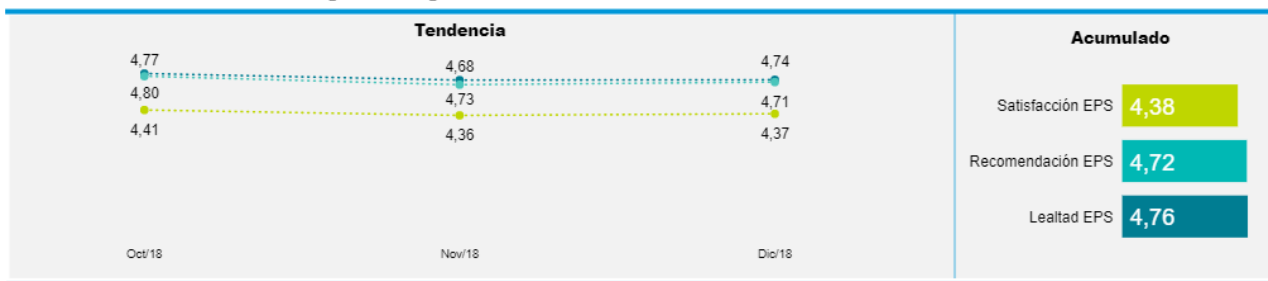 Tendencia
4,77
4,68
4,74
4,80
4,73
4,71
4,41
4,36
4,37
Oct/18
Nov/18
Dic/18
Acumulado
Satisfacción EPS 4,38
Recomendación EPS 4,72
Lealtad EPS 4,76